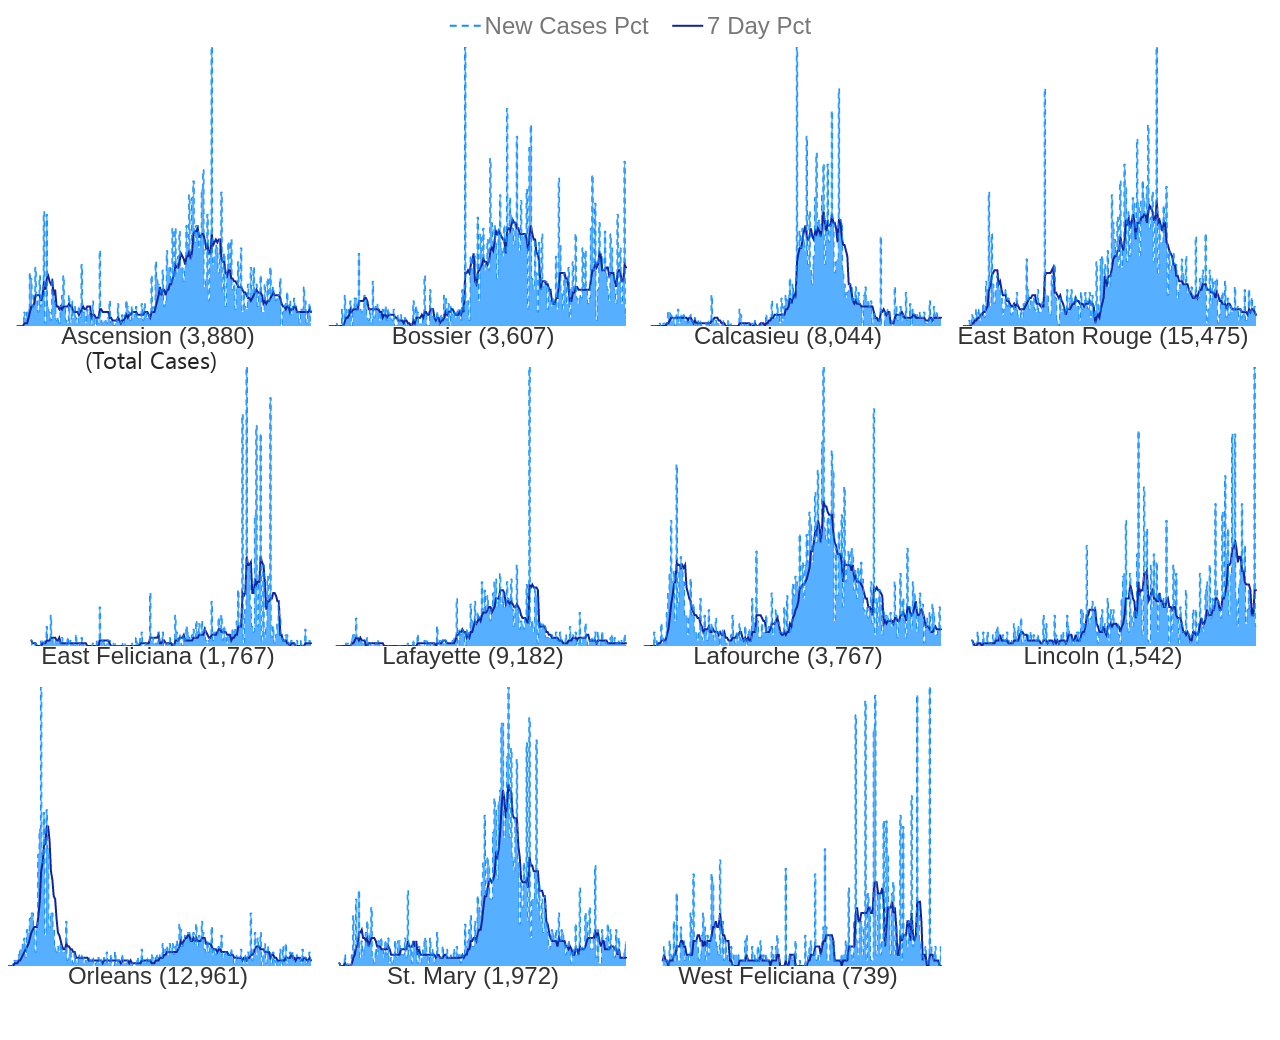 New Cases Pct 7 Day Pct
Ascension (3,880) Bossier (3,607) Calcasieu (8,044) East Baton Rouge (15,475)
(Total Cases)
East Feliciana (1,767) Lafayette (9,182) Lafourche (3,767) Lincoln (1,542)
Orleans (12,961) St. Mary (1,972) West Feliciana (739)